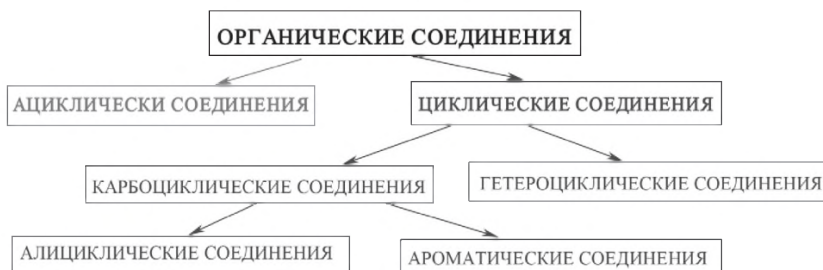 ОРГАНИЧЕСКИЕ СОЕДИНЕНИЯ
АЦИКЛИЧЕСКИ СОЕДИНЕНИЯ
ЦИКЛИЧЕСКИЕ СОЕДИНЕНИЯ
КАРБОЦИКЛИЧЕСКИЕ СОЕДИНЕНИЯ
ГЕТЕРОЦИКЛИЧЕСКИЕ СОЕДИНЕНИЯ
АЛИЦИКЛИЧЕСКИЕ СОЕДИНЕНИЯ
АРОМАТИЧЕСКИЕ СОЕДИНЕНИЯ